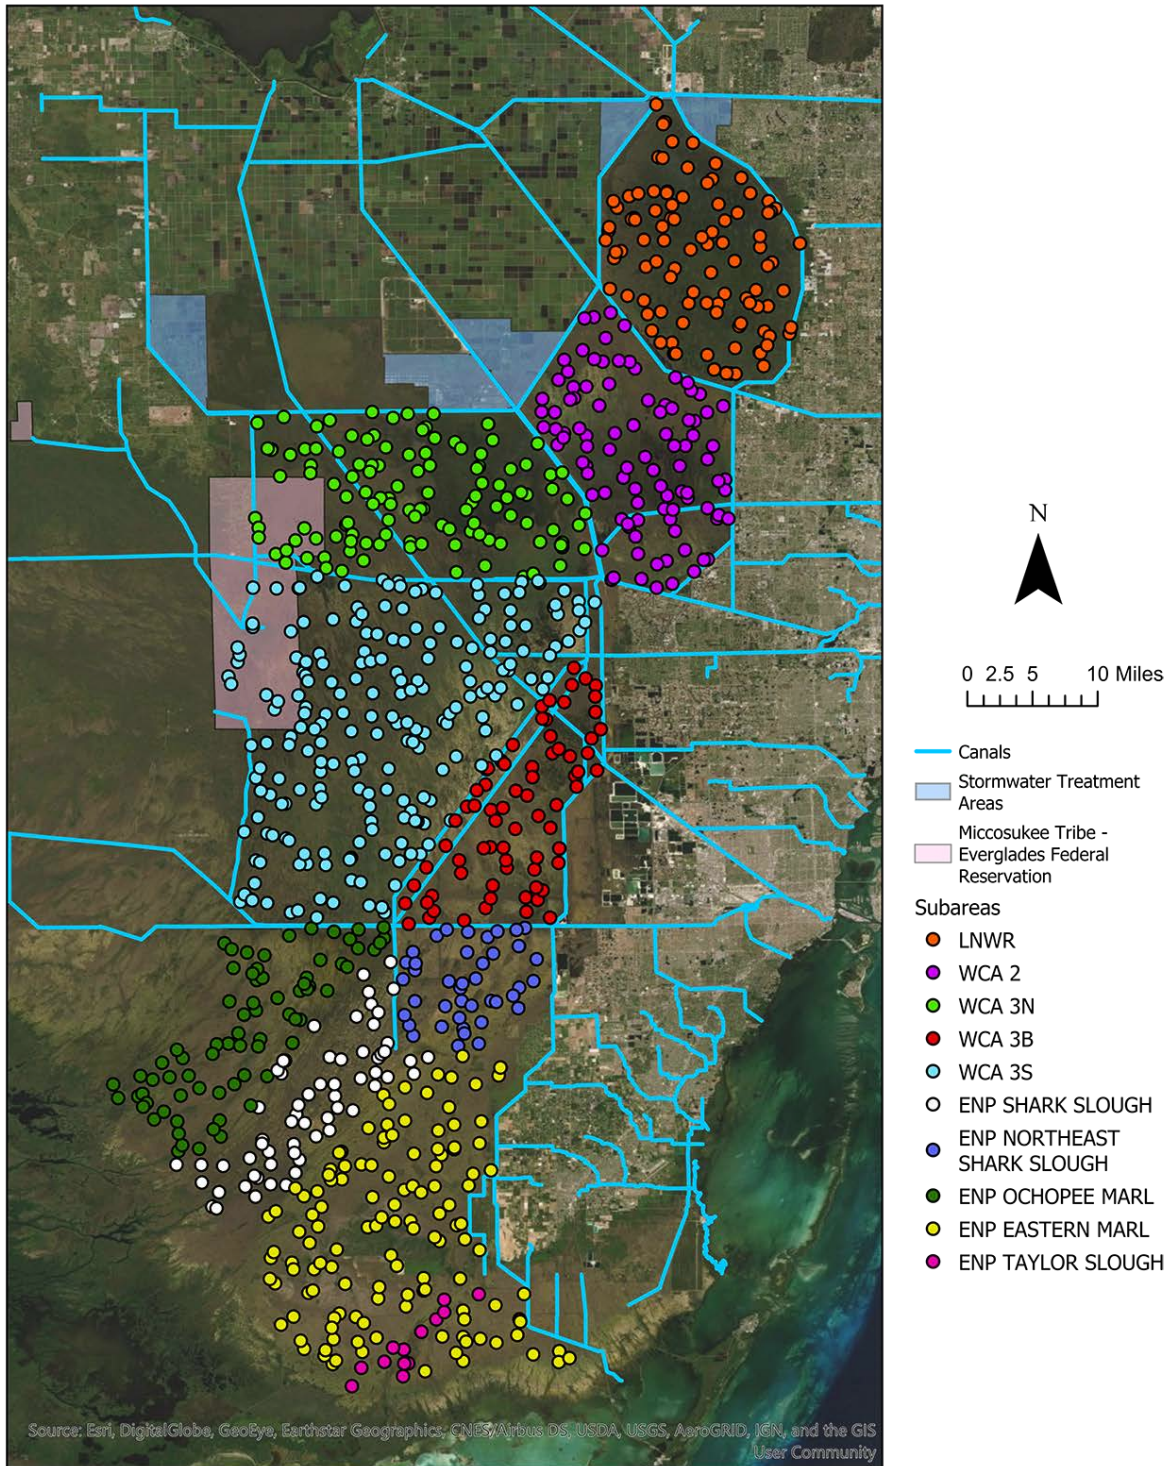 N
0 2.5 5 10 Miles
Canals
Stormwater Treatment
Areas
Miccosukee Tribe -
Everglades Federal
Reservation
Subareas
LNWR
WCA 2
WCA 3N
WCA 3B
WCA 3S
ENP SHARK SLOUGH
ENP NORTHEAST
SHARK SLOUGH
ENP OCHOPEE MARL
ENP EASTERN MARL
ENP TAYLOR SLOUGH
Source: Esri, DigitalGlobe, GeoEye, Earthstar Geographics, CNES/Airbus DS, USDA, USGS, AeroGRID, IGN, and the GIS
User Community